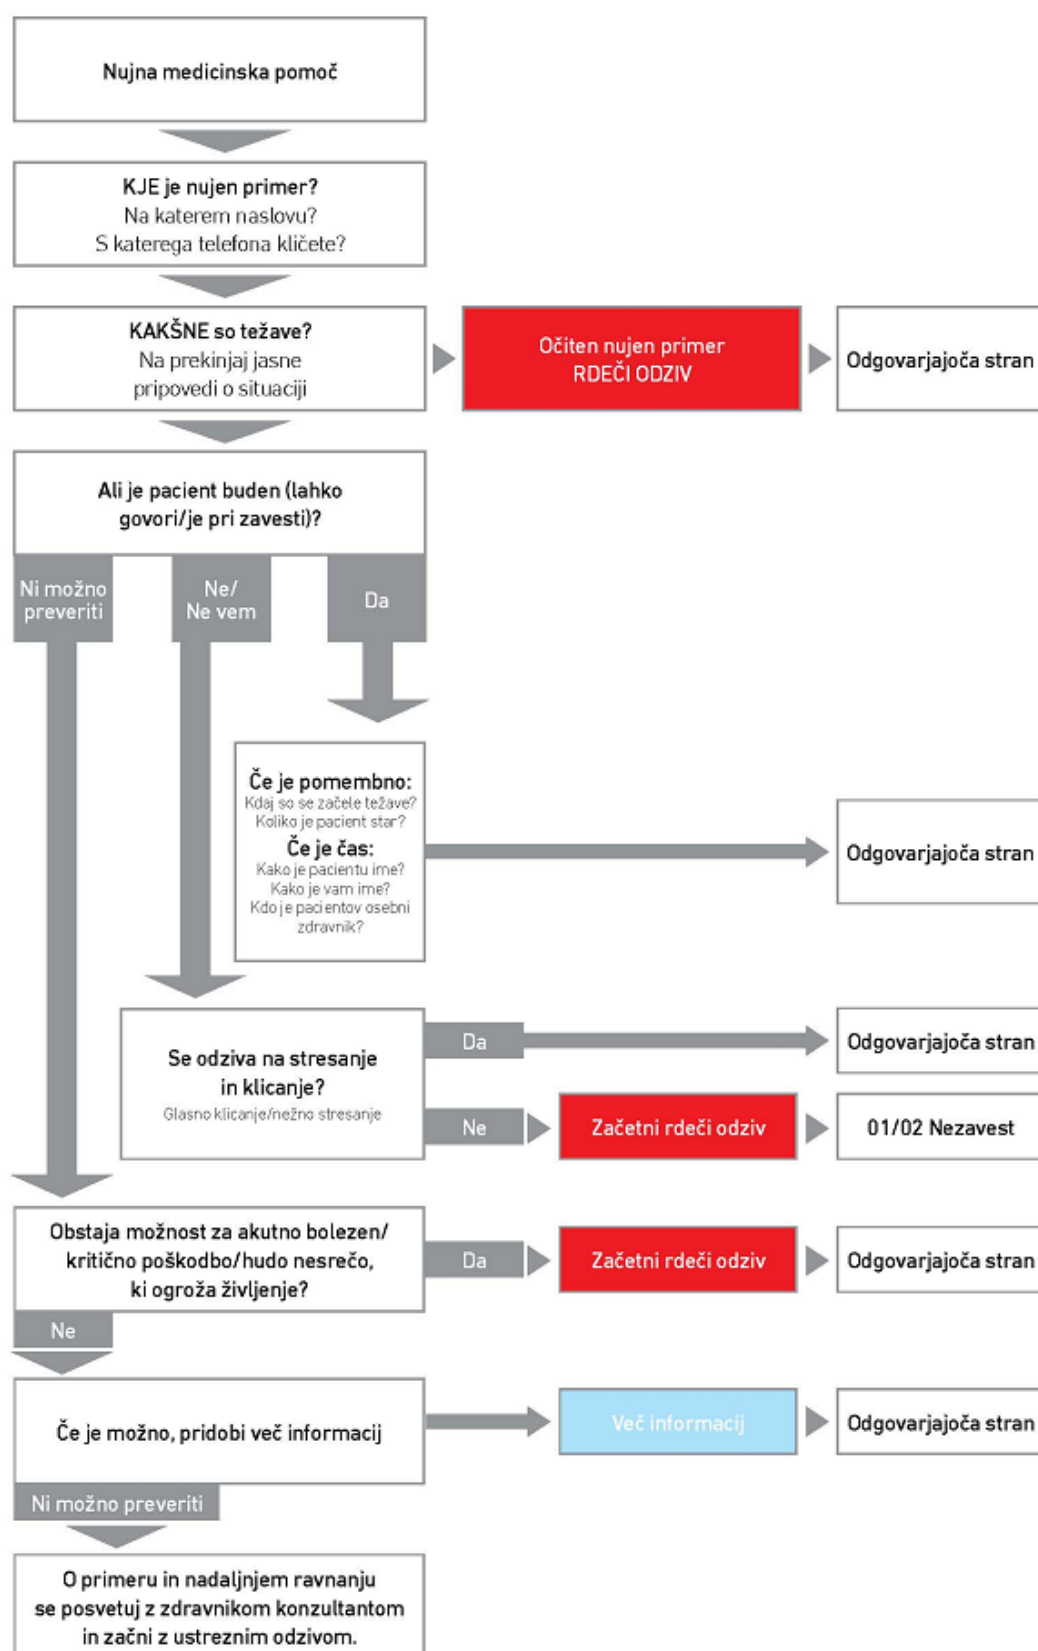 Nujna medicinska pomoč
KJE je nujen primer?
Na katerem naslovu?
S katerega telefona kličete?
KAKŠNE so težave?
Na prekinjaj jasne
pripovedi o situaciji
Očiten nujen primer
RDEČI ODZIV
Odgovarjajoča stran
Ali je pacient buden (lahko
govori/je pri zavesti)?
Ni možno
preveriti
Ne/
Ne vem
Da
Če je pomembno:
Kdaj so se začele težave?
Koliko je pacient star?
Če je čas:
Kako je pacientu ime?
Kako je vam ime?
Kdo je pacientov osebni
zdravnik?
Odgovarjajoča stran
Se odziva na stresanje
in klicanje?
Glasno klicanje/nežno stresanje
Da
Odgovarjajoča stran
Ne
Začetni rdeči odziv
01/02 Nezavest
Obstaja možnost za akutno bolezen/
kritično poškodbo/hudo nesrečo,
ki ogroža življenje?
Da
Začetni rdeči odziv
Odgovarjajoča stran
Ne
Če je možno, pridobi več informacij
Več informacij
Odgovarjajoča stran
Ni možno preveriti
O primeru in nadaljnjem ravnanju
se posvetuj z zdravnikom konzultantom
in začni z ustreznim odzivom.